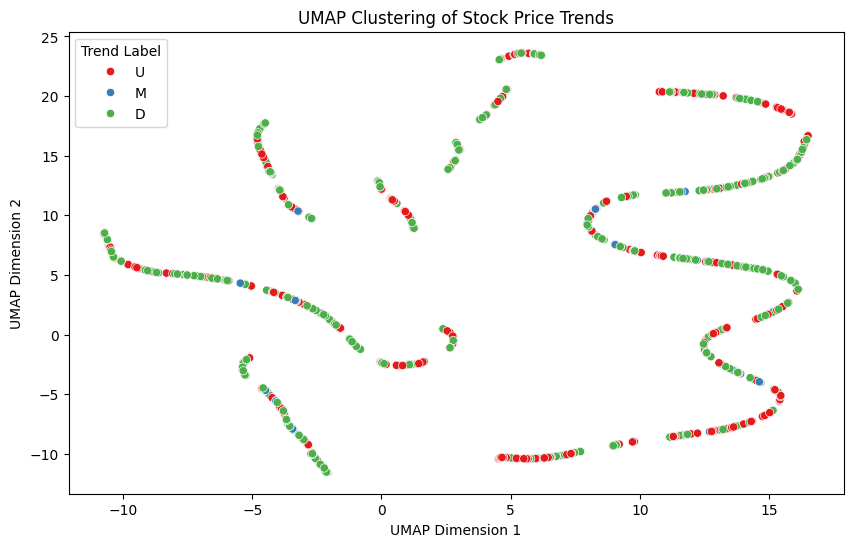 UMAP Clustering of Stock Price Trends
Trend Label
U
M
D
25
20
15
10
5
0
−5
−10
UMAP Dimension 2
−10
−5
0
5
10
15
UMAP Dimension 1